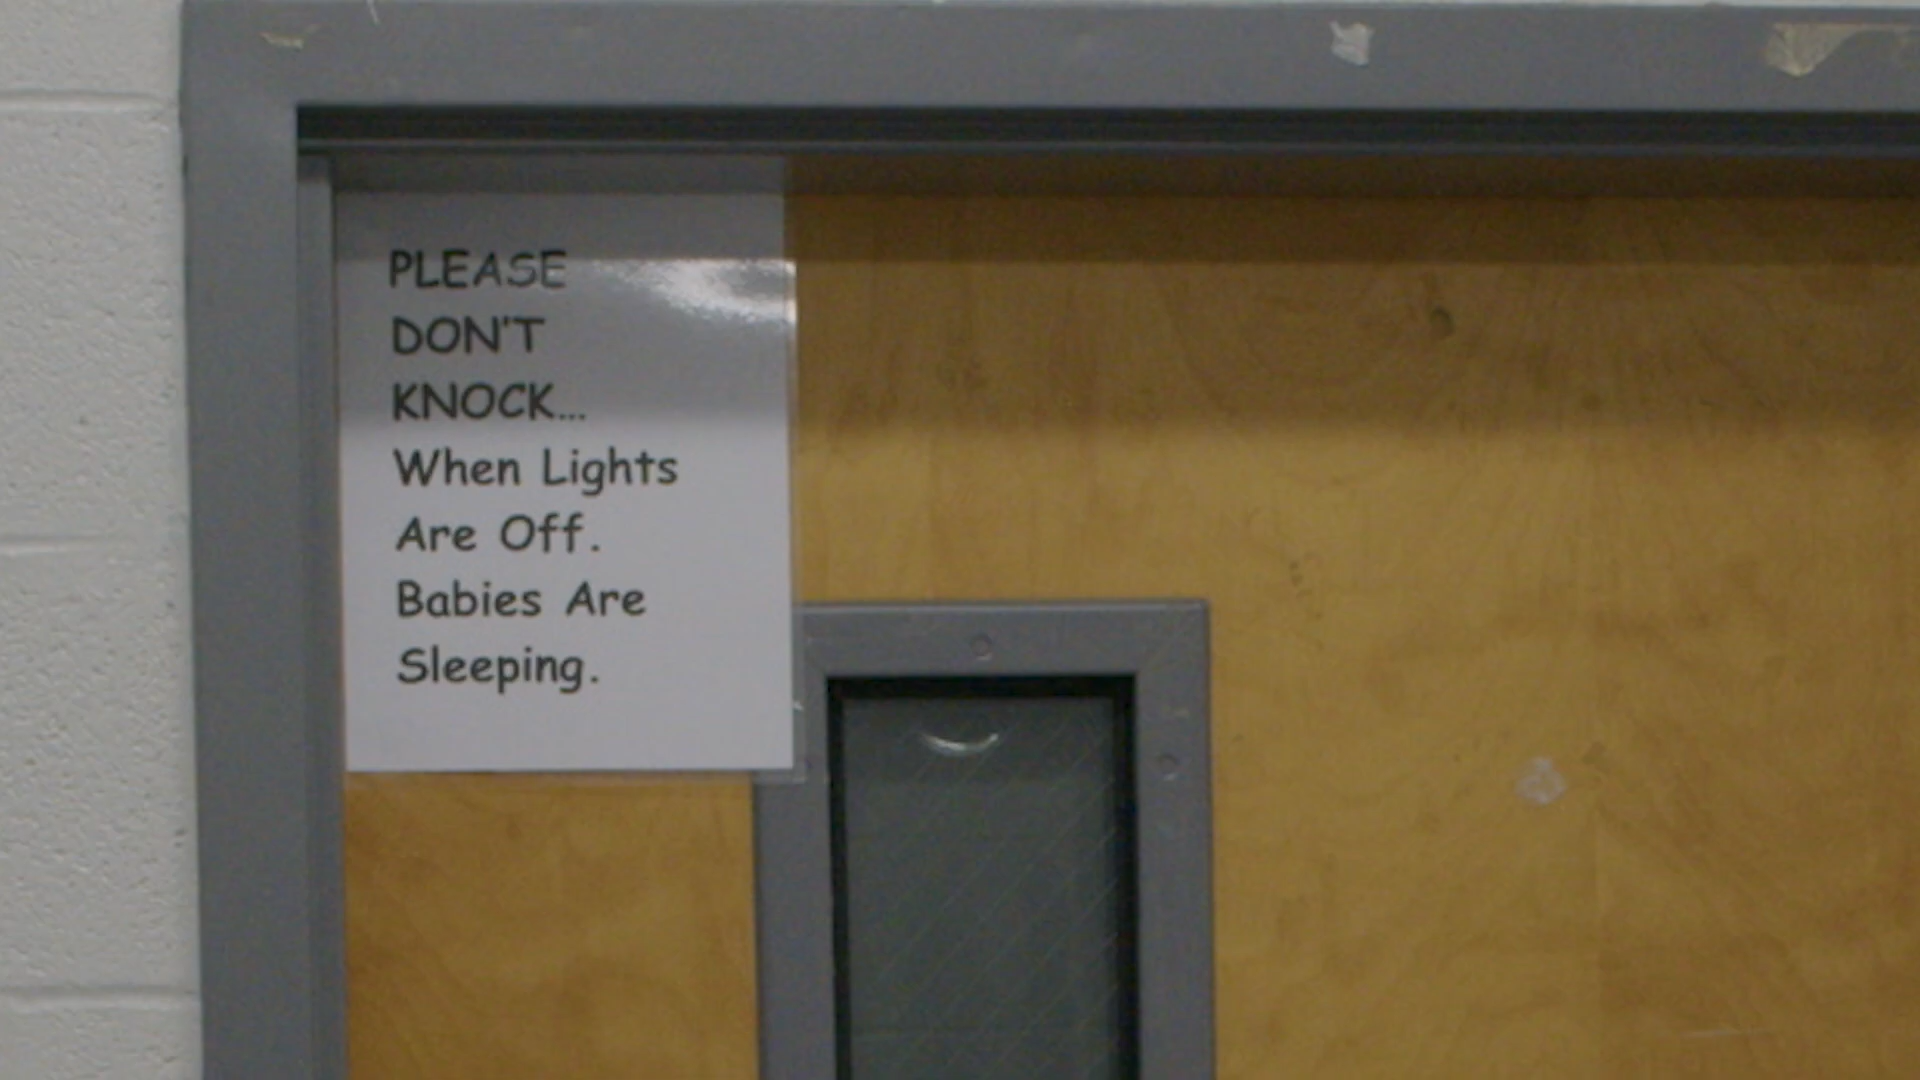 PLEASE
DON'T
KNOCK...
When Lights
Are Off.
Babies Are
Sleeping.